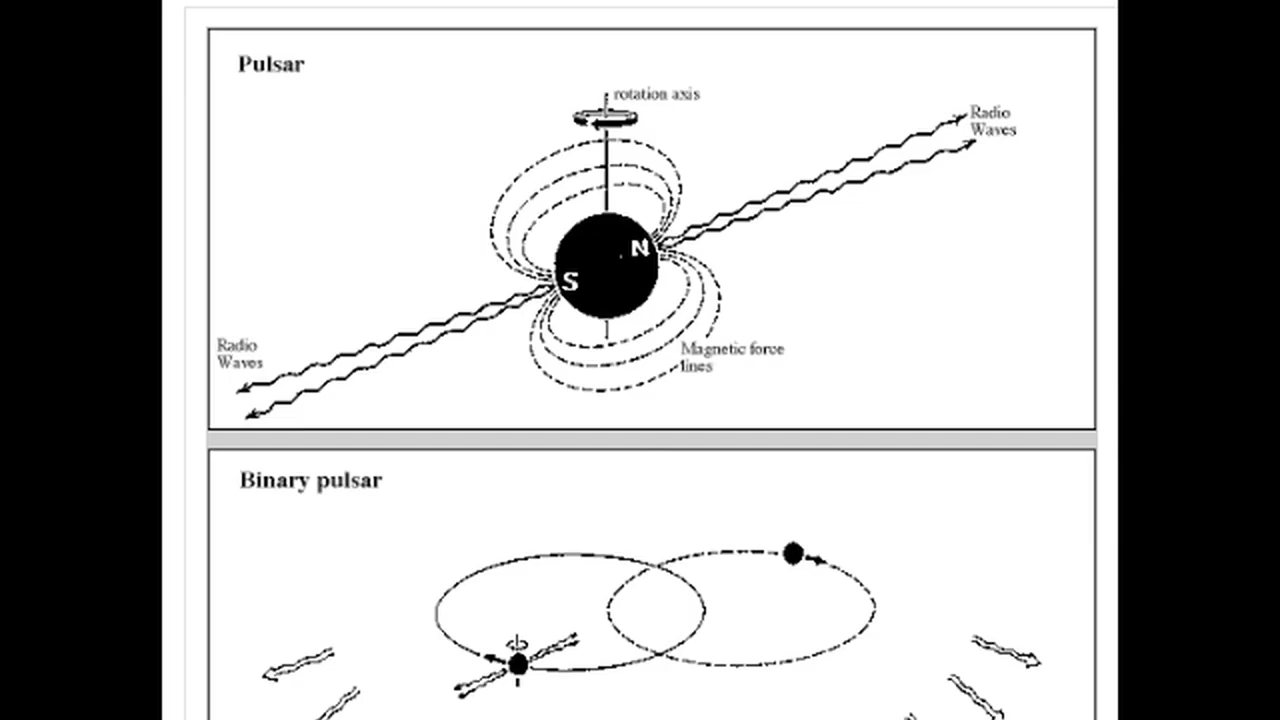 Pulsar
rotation axis
Radio
Waves
N
S
Radio
Waves
Magnetic force
lines
Binary pulsar